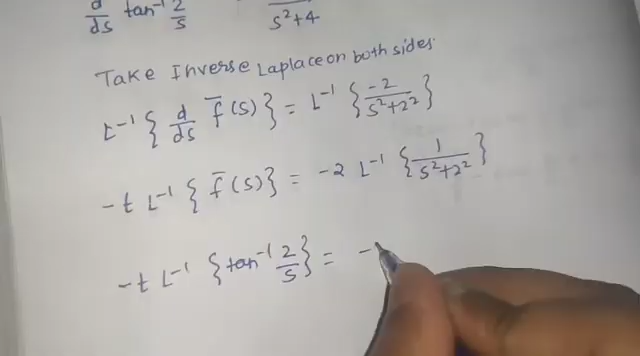 d/ds tan⁻¹ 2/s s²+4
Take Inverse Laplace on both sides.
L⁻¹ { d/ds f̅(s) } = L⁻¹ { -2/s²+2² }
-t L⁻¹ { f̅(s) } = -2 L⁻¹ { 1/s²+2² }
-t L⁻¹ { tan⁻¹ 2/s } = -